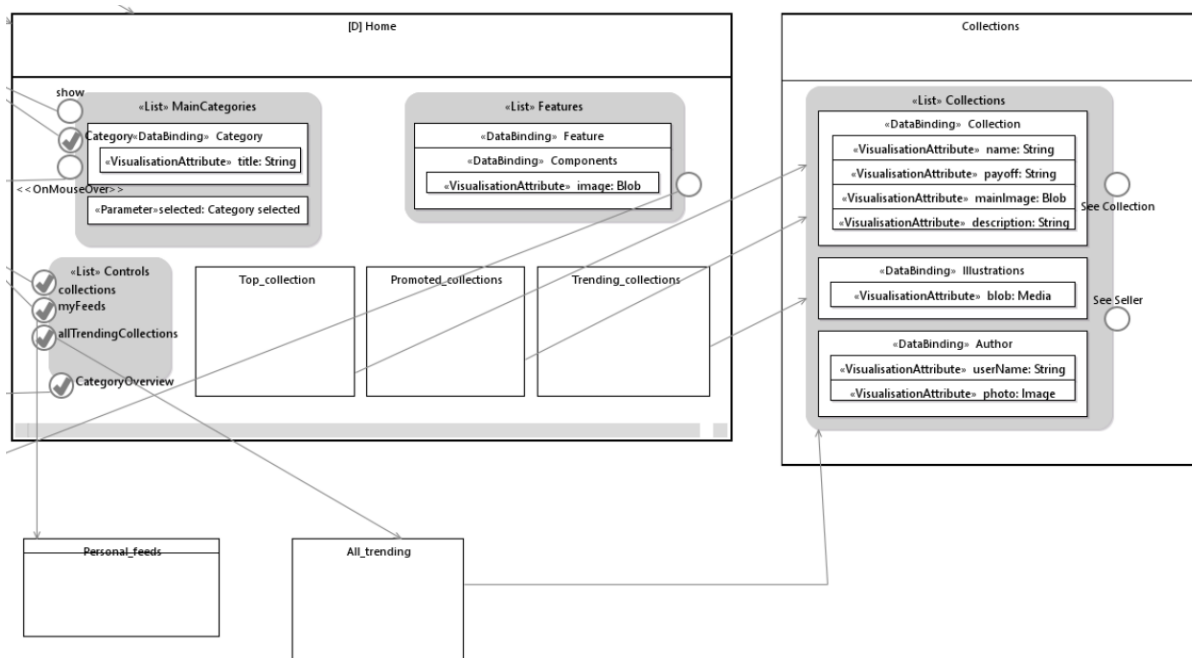 [D] Home
show
«List» MainCategories
Category«DataBinding» Category
«VisualisationAttribute» title: String
<<OnMouseOver>>
«Parameter»selected: Category selected
«List» Features
«DataBinding» Feature
«DataBinding» Components
«VisualisationAttribute» image: Blob
«List» Controls
collections
myFeeds
allTrendingCollections
CategoryOverview
Top_collection
Promoted_collections
Trending_collections
Collections
«List» Collections
«DataBinding» Collection
«VisualisationAttribute» name: String
«VisualisationAttribute» payoff: String
«VisualisationAttribute» mainImage: Blob
«VisualisationAttribute» description: String
See Collection
«DataBinding» Illustrations
«VisualisationAttribute» blob: Media
See Seller
«DataBinding» Author
«VisualisationAttribute» userName: String
«VisualisationAttribute» photo: Image
Personal_feeds
All_trending